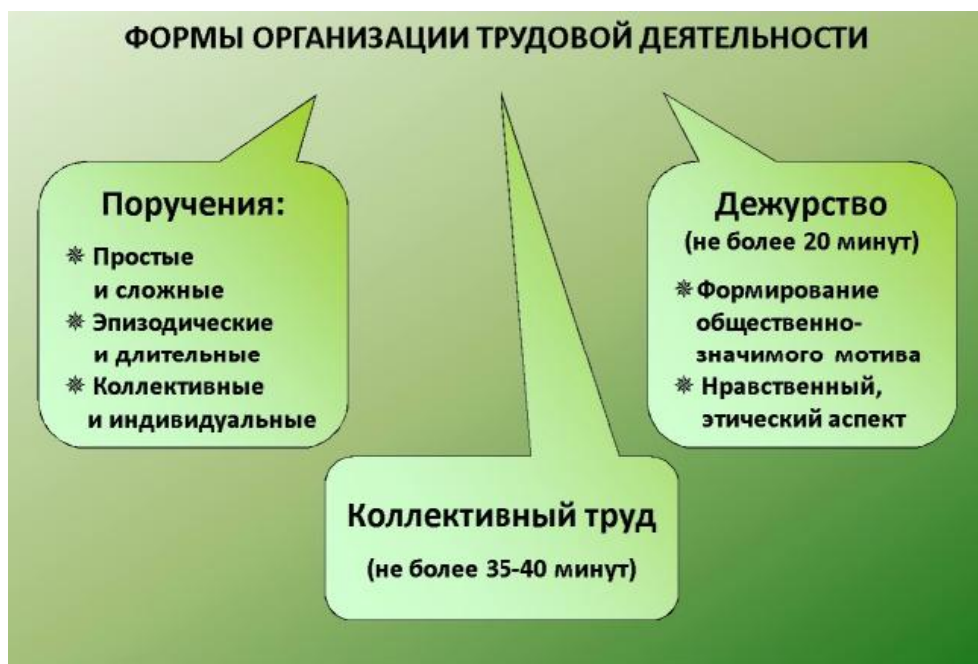 ФОРМЫ ОРГАНИЗАЦИИ ТРУДОВОЙ ДЕЯТЕЛЬНОСТИ
Поручения:
✵ Простые
и сложные
✵ Эпизодические
и длительные
✵ Коллективные
и индивидуальные
Коллективный труд
(не более 35-40 минут)
Дежурство
(не более 20 минут)
✵ Формирование
общественно-
значимого мотива
✵ Нравственный,
этический аспект